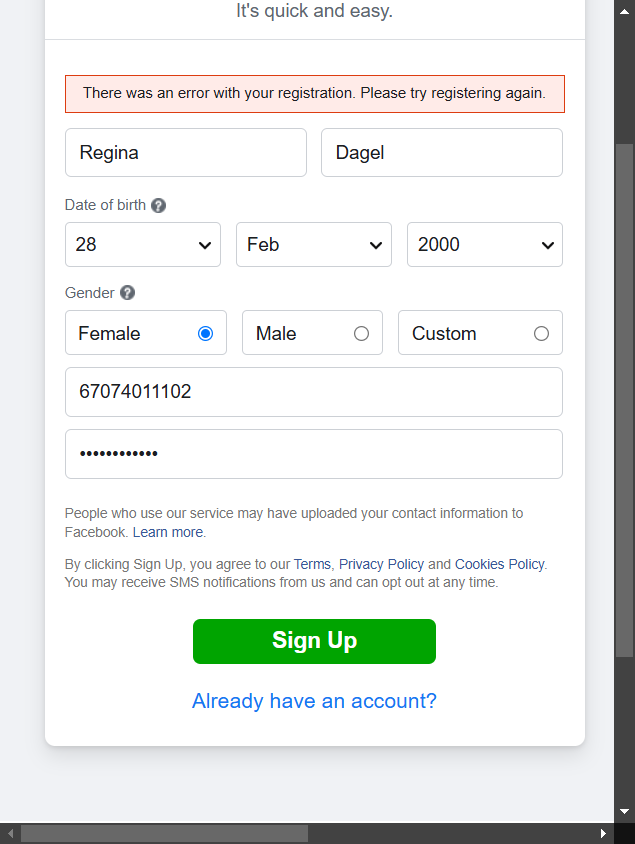 It's quick and easy.
There was an error with your registration. Please try registering again.
Regina Dagel
Date of birth ?
28 Feb 2000
Gender ?
Female Male Custom
67074011102
••••••••••••
People who use our service may have uploaded your contact information to
Facebook. Learn more.
By clicking Sign Up, you agree to our Terms, Privacy Policy and Cookies Policy.
You may receive SMS notifications from us and can opt out at any time.
Sign Up
Already have an account?